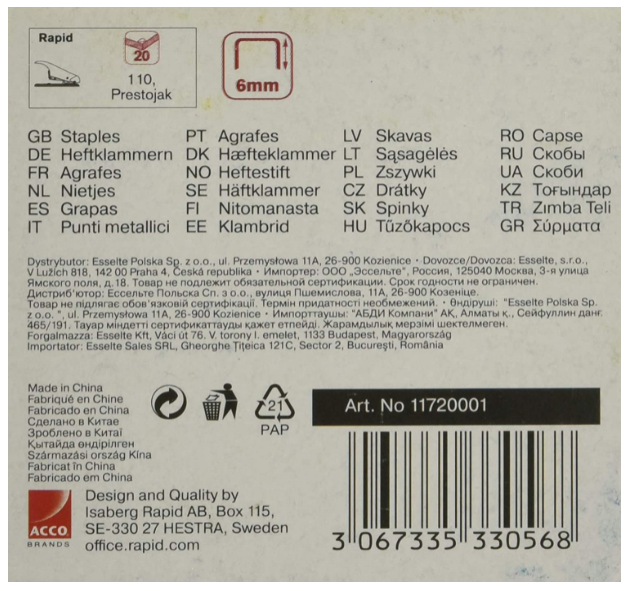 Rapid
20
110,
Prestojak
6mm
GB Staples
DE Heftklammern
FR Agrafes
NL Nietjes
ES Grapas
IT Punti metallici
PT Agrafes
DK Hæfteklammer
NO Heftestift
SE Häftklammer
FI Nitomanasta
EE Klambrid
LV Skavas
LT Sąsagėlės
PL Zszywki
CZ Drátky
SK Spinky
HU Tűzőkapocs
RO Capse
RU Скобы
UA Скоби
KZ Тоғындар
TR Zımba Teli
GR Σύρματα
Dystrybutor: Esselte Polska Sp. z o.o., ul. Przemysłowa 11A, 26-900 Kozienice · Dovozce/Dovozca: Esselte, s.r.o.,
V Lužích 818, 142 00 Praha 4, Česká republika · Импортер: ООО „Эссельте", Россия, 125040 Москва, 3-я улица
Ямского поля, д.18. Товар не подлежит обязательной сертификации. Срок годности не ограничен.
Дистриб'ютор: Ессельте Польска Сп. з о.о., вулиця Пшемислова, 11А, 26-900 Козеніце.
Товар не підлягає обов'язковій сертифікації. Термін придатності необмежений. · Өндіруші: "Esselte Polska Sp.
z o.o. ", ul. Przemysłowa 11A, 26-900 Kozienice · Импорттаушы: "АБДИ Компани" АҚ, Алматы қ., Сейфуллин даңғ.
465/191. Тауар міндетті сертификаттауды қажет етпейді. Жарамдылық мерзімі шектелмеген.
Forgalmazza: Esselte Kft, Váci út 76. V. torony I. emelet, 1133 Budapest, Magyarország
Importator: Esselte Sales SRL, Gheorghe Țițeica 121C, Sector 2, București, România
Made in China
Fabriqué en Chine
Fabricado en China
Сделано в Китае
Зроблено в Китаї
Қытайда өндірілген
Származási ország Kína
Fabricat în China
Fabricado em China
21
PAP
Art. No 11720001
ACCO
BRANDS
Design and Quality by
Isaberg Rapid AB, Box 115,
SE-330 27 HESTRA, Sweden
office.rapid.com
3 067335 330568